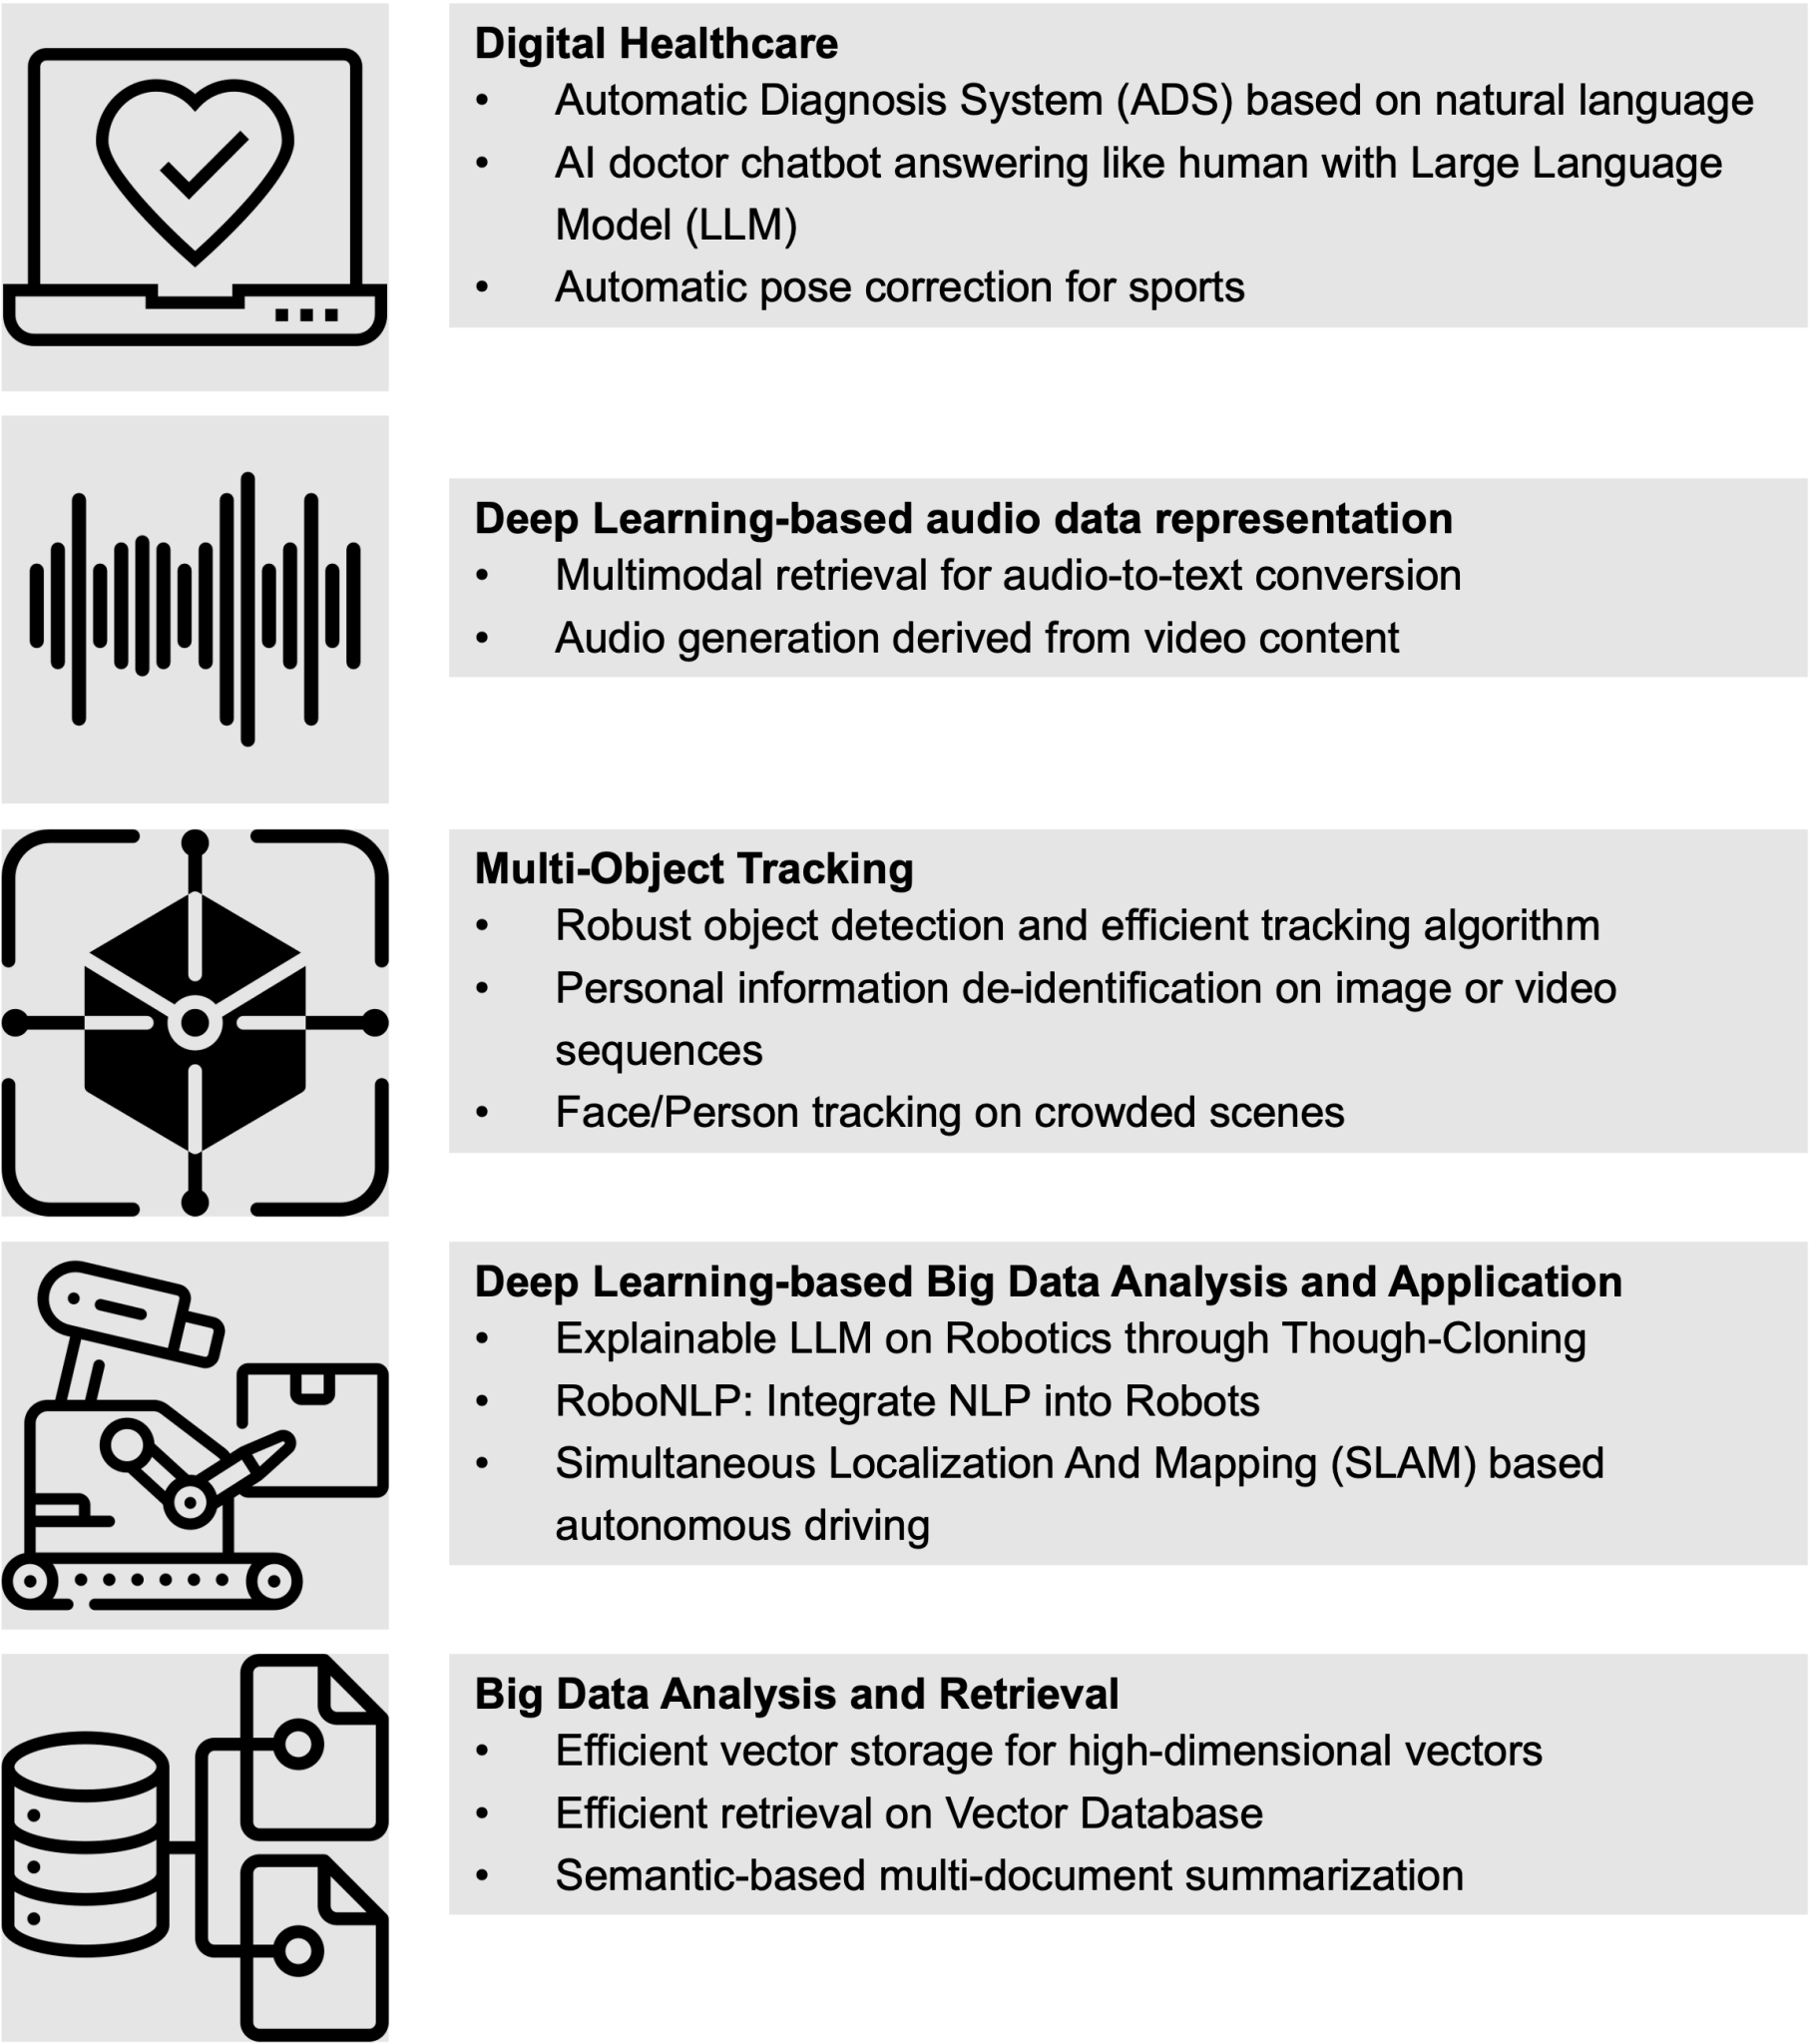 Digital Healthcare
• Automatic Diagnosis System (ADS) based on natural language
• AI doctor chatbot answering like human with Large Language
Model (LLM)
• Automatic pose correction for sports
Deep Learning-based audio data representation
• Multimodal retrieval for audio-to-text conversion
• Audio generation derived from video content
Multi-Object Tracking
• Robust object detection and efficient tracking algorithm
• Personal information de-identification on image or video
sequences
• Face/Person tracking on crowded scenes
Deep Learning-based Big Data Analysis and Application
• Explainable LLM on Robotics through Though-Cloning
• RoboNLP: Integrate NLP into Robots
• Simultaneous Localization And Mapping (SLAM) based
autonomous driving
Big Data Analysis and Retrieval
• Efficient vector storage for high-dimensional vectors
• Efficient retrieval on Vector Database
• Semantic-based multi-document summarization